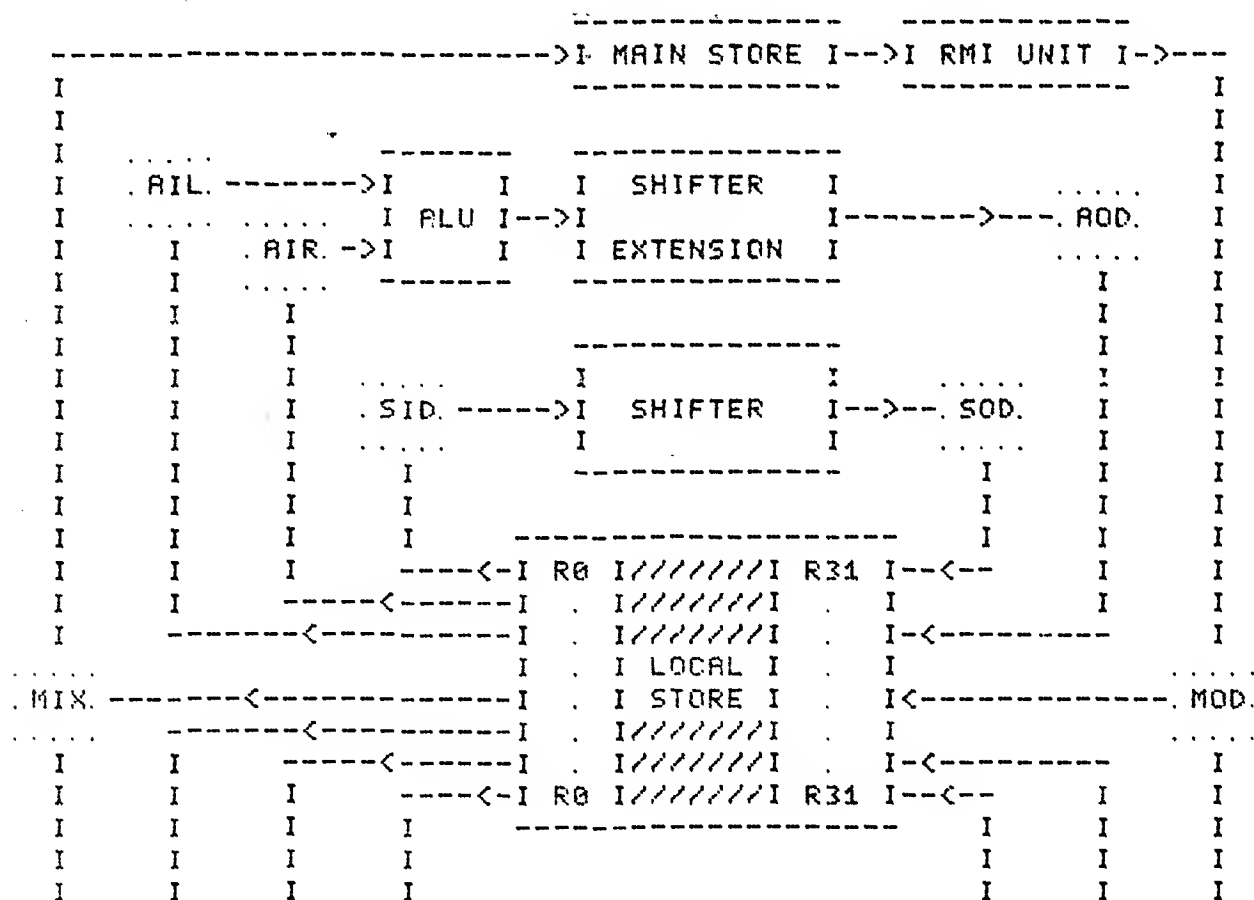 MAIN STORE RMI UNIT
AIL. SHIFTER
ALU AOD.
AIR. EXTENSION
SID. SHIFTER SOD.
R0 R31
LOCAL
MIX. STORE MOD.
R0 R31